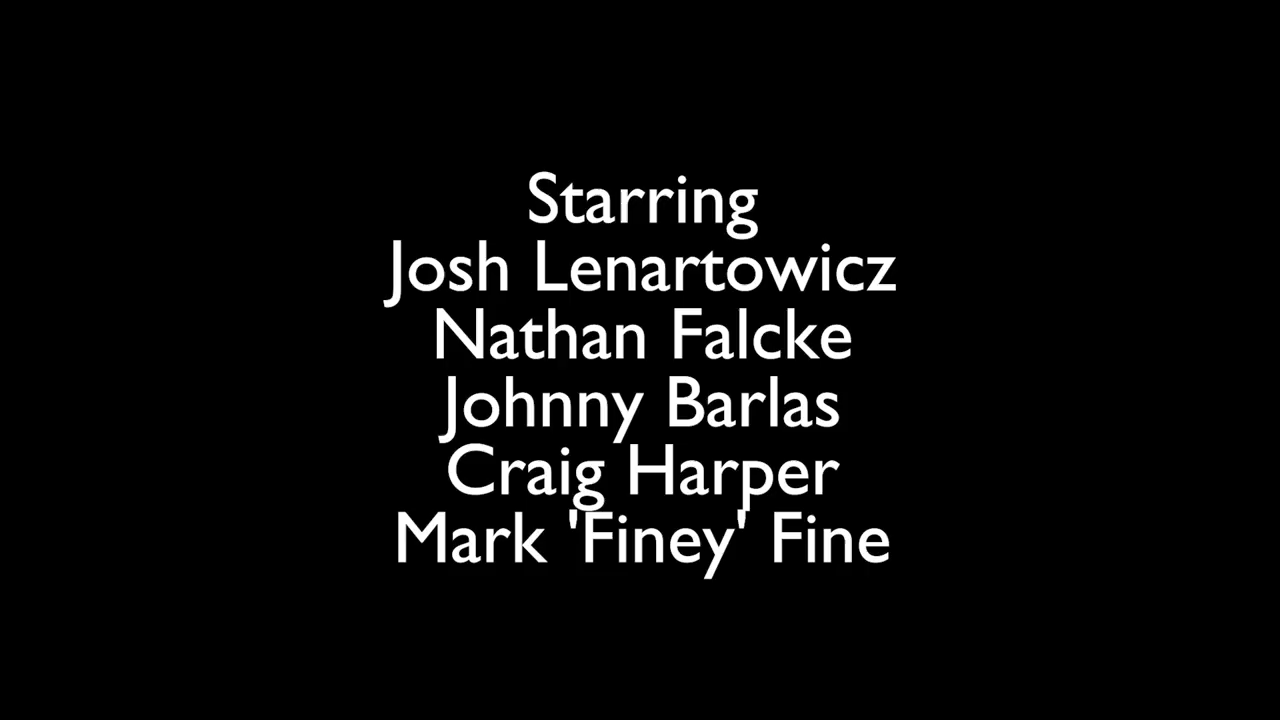 Starring
Josh Lenartowicz
Nathan Falcke
Johnny Barlas
Craig Harper
Mark 'Finey' Fine